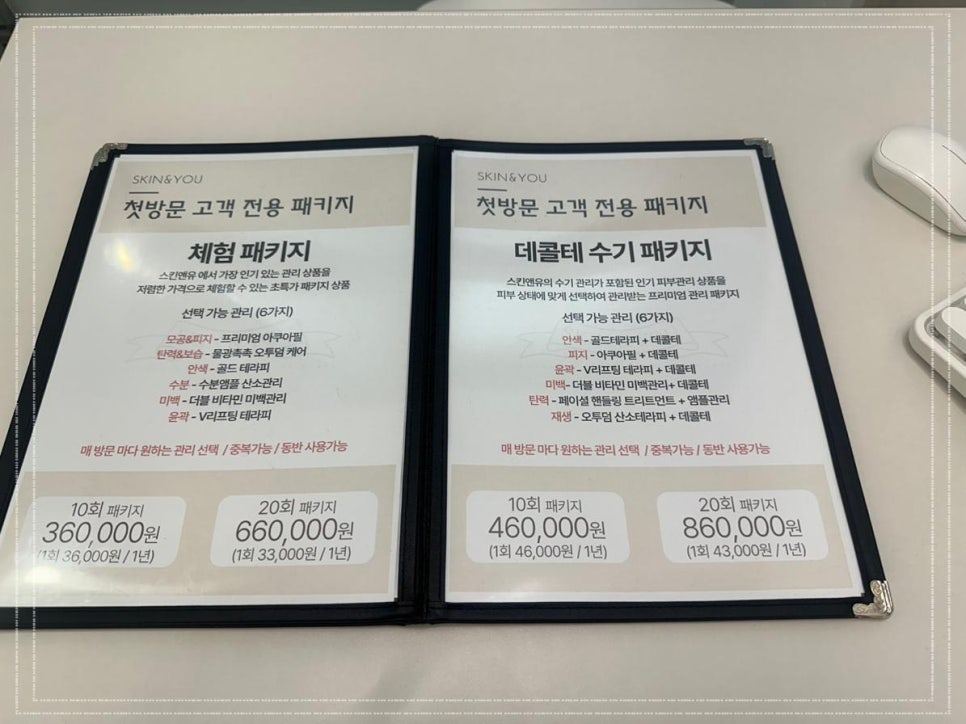 SKIN&YOU
첫방문 고객 전용 패키지
체험 패키지
스킨앤유 에서 가장 인기 있는 관리 상품을
저렴한 가격으로 체험할 수 있는 초특가 패키지 상품
선택 가능 관리 (6가지)
모공&피지 - 프리미엄 아쿠아필
탄력&보습 - 물광촉촉 오투덤 케어
안색 - 골드 테라피
수분 - 수분앰플 산소관리
미백 - 더블 비타민 미백관리
윤곽 - V리프팅 테라피
매 방문 마다 원하는 관리 선택 / 중복가능 / 동반 사용가능
10회 패키지
360,000원
(1회 36,000원 / 1년)
20회 패키지
660,000원
(1회 33,000원 / 1년)
SKIN&YOU
첫방문 고객 전용 패키지
데콜테 수기 패키지
스킨앤유의 수기 관리가 포함된 인기 피부관리 상품을
피부 상태에 맞게 선택하여 관리받는 프리미엄 관리 패키지
선택 가능 관리 (6가지)
안색 - 골드테라피 + 데콜테
피지 - 아쿠아필 + 데콜테
윤곽 - V리프팅 테라피 + 데콜테
미백- 더블 비타민 미백관리+ 데콜테
탄력 - 페이셜 핸들링 트리트먼트 + 앰플관리
재생 - 오투덤 산소테라피 + 데콜테
매 방문 마다 원하는 관리 선택 / 중복가능 / 동반 사용가능
10회 패키지
460,000원
(1회 46,000원 / 1년)
20회 패키지
860,000원
(1회 43,000원 / 1년)